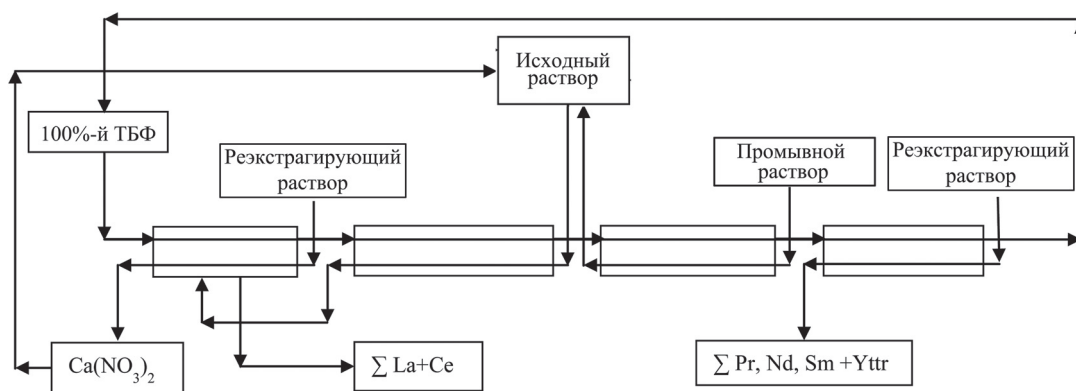 Исходный
раствор
100%-й ТБФ
Реэкстрагирующий
раствор
Промывной
раствор
Реэкстрагирующий
раствор
Ca(NO₃)₂
∑ La+Ce
∑ Pr, Nd, Sm +Yttr